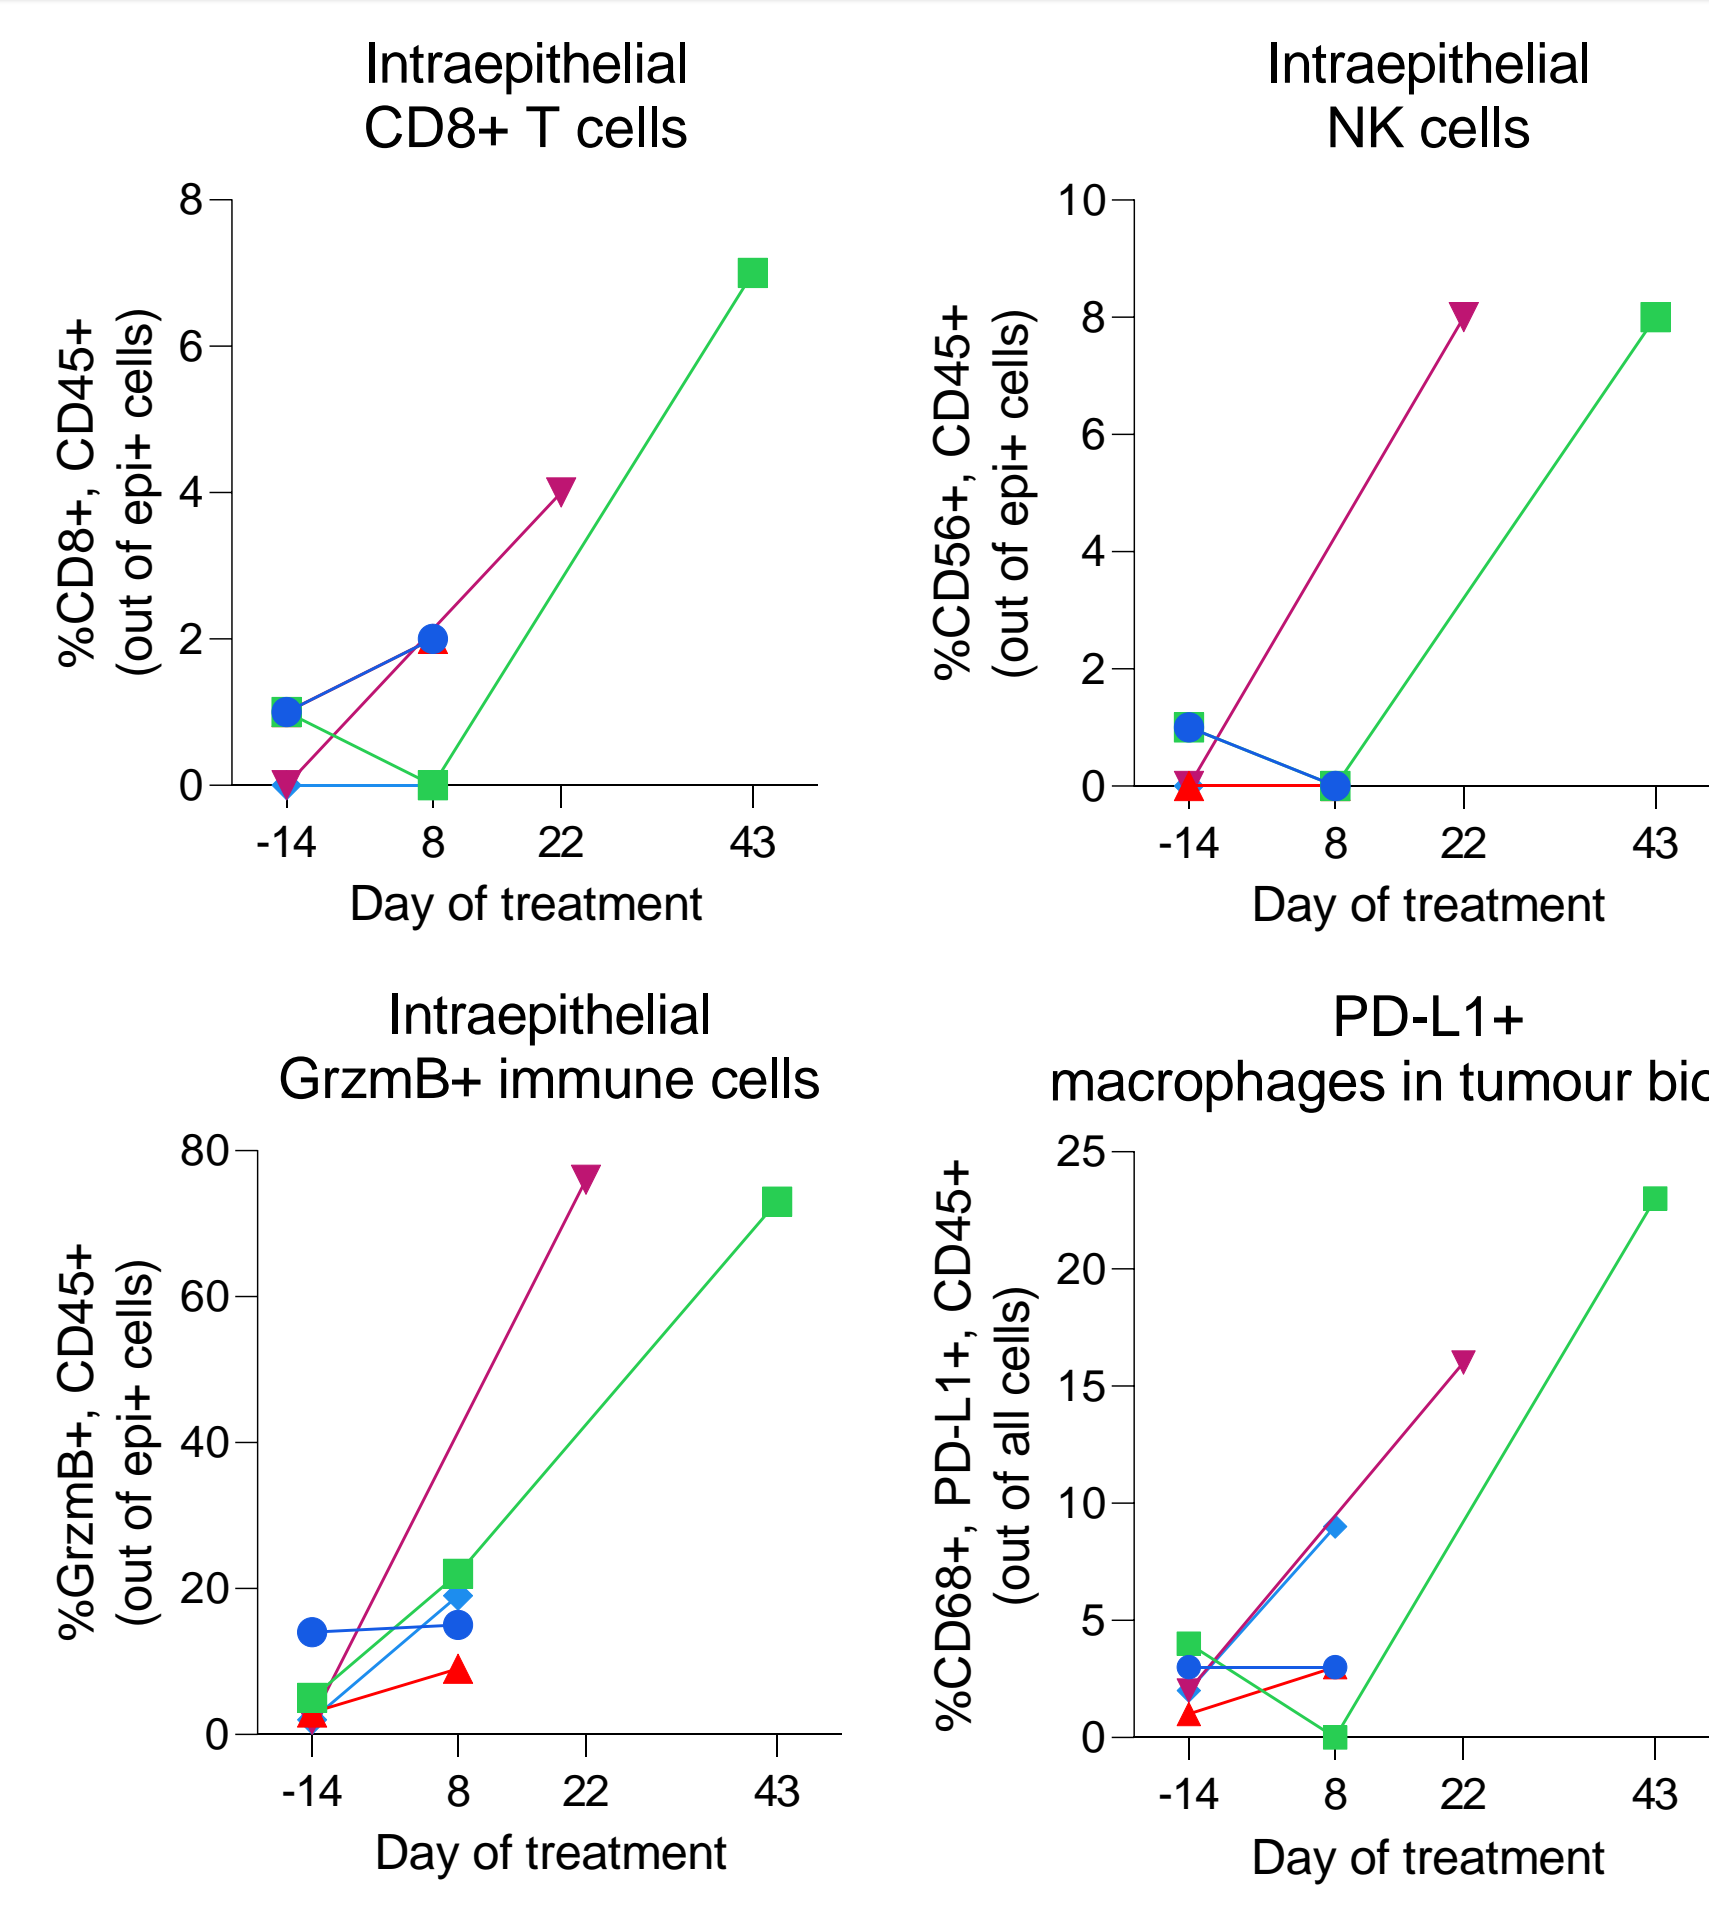 Intraepithelial
CD8+ T cells
%CD8+, CD45+
(out of epi+ cells)
8
6
4
2
0
-14 8 22 43
Day of treatment
Intraepithelial
NK cells
%CD56+, CD45+
(out of epi+ cells)
10
8
6
4
2
0
-14 8 22 43
Day of treatment
Intraepithelial
GrzmB+ immune cells
%GrzmB+, CD45+
(out of epi+ cells)
80
60
40
20
0
-14 8 22 43
Day of treatment
PD-L1+
macrophages in tumour bio
%CD68+, PD-L1+, CD45+
(out of all cells)
25
20
15
10
5
0
-14 8 22 43
Day of treatment